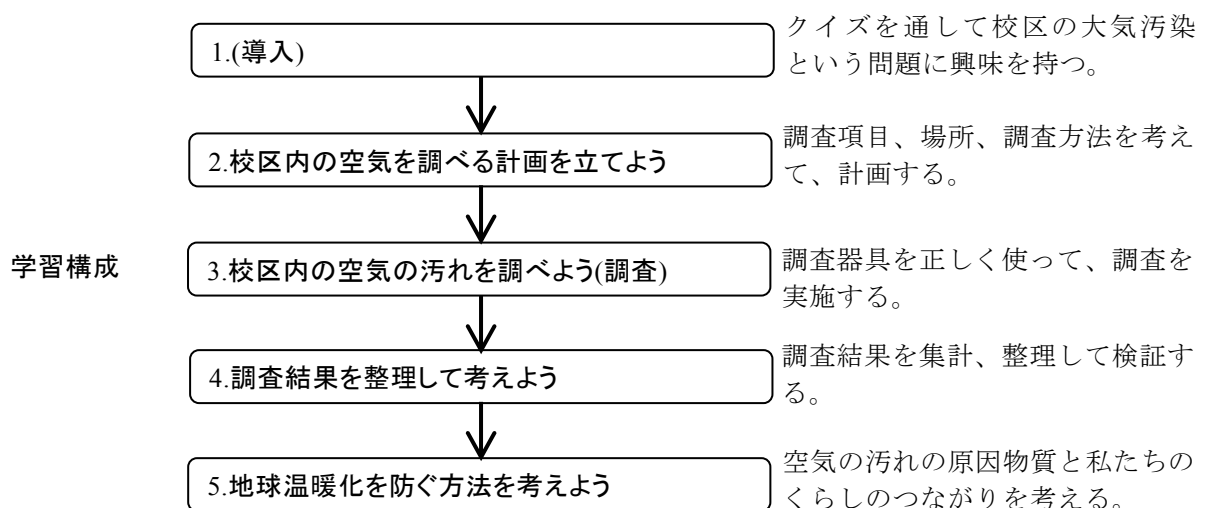 1.(導入)
クイズを通して校区の大気汚染
という問題に興味を持つ。
2.校区内の空気を調べる計画を立てよう
調査項目、場所、調査方法を考え
て、計画する。
学習構成
3.校区内の空気の汚れを調べよう(調査)
調査器具を正しく使って、調査を
実施する。
4.調査結果を整理して考えよう
調査結果を集計、整理して検証す
る。
5.地球温暖化を防ぐ方法を考えよう
空気の汚れの原因物質と私たちの
くらしのつながりを考える。